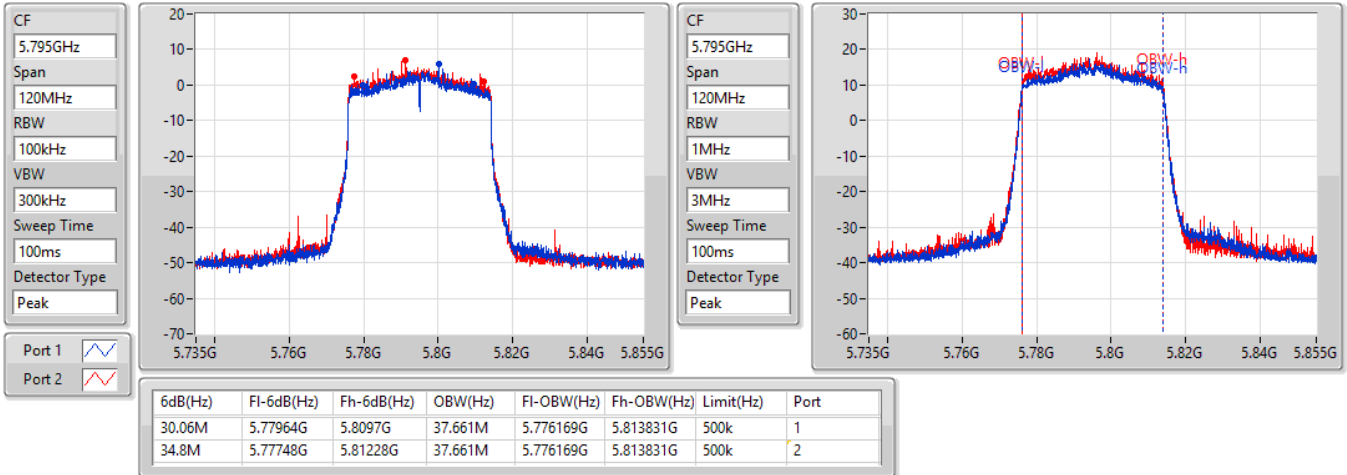 CF
5.795GHz
Span
120MHz
RBW
100kHz
VBW
300kHz
Sweep Time
100ms
Detector Type
Peak
Port 1
Port 2
20
10
0
-10
-20
-30
-40
-50
-60
-70
5.735G 5.76G 5.78G 5.8G 5.82G 5.84G 5.855G
CF
5.795GHz
Span
120MHz
RBW
1MHz
VBW
3MHz
Sweep Time
100ms
Detector Type
Peak
30
20
10
0
-10
-20
-30
-40
-50
-60
OBW-l OBW-h
OBW-l OBW-h
5.735G 5.76G 5.78G 5.8G 5.82G 5.84G 5.855G
6dB(Hz) Fl-6dB(Hz) Fh-6dB(Hz) OBW(Hz) Fl-OBW(Hz) Fh-OBW(Hz) Limit(Hz) Port
30.06M 5.77964G 5.8097G 37.661M 5.776169G 5.813831G 500k 1
34.8M 5.77748G 5.81228G 37.661M 5.776169G 5.813831G 500k 2